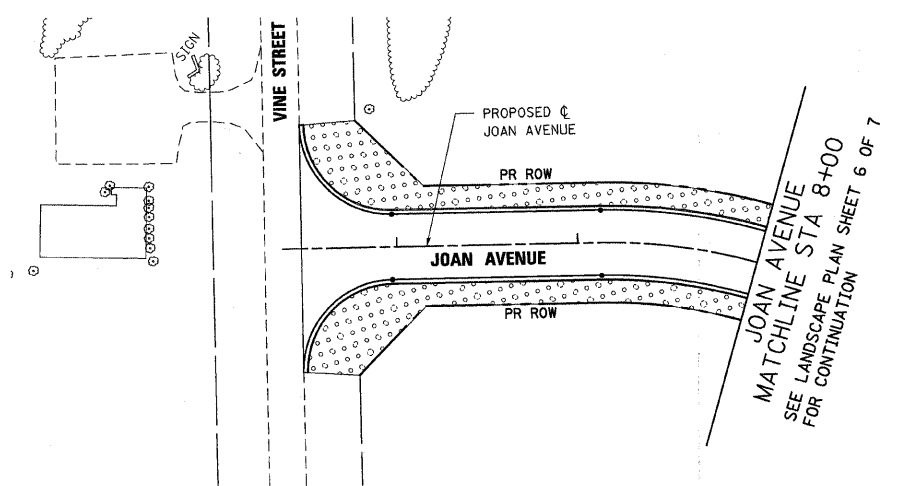 SIGN
VINE STREET
PROPOSED ℄
JOAN AVENUE
PR ROW
JOAN AVENUE
PR ROW
JOAN AVENUE
MATCHLINE STA 8+00
SEE LANDSCAPE PLAN SHEET 6 OF 7
FOR CONTINUATION